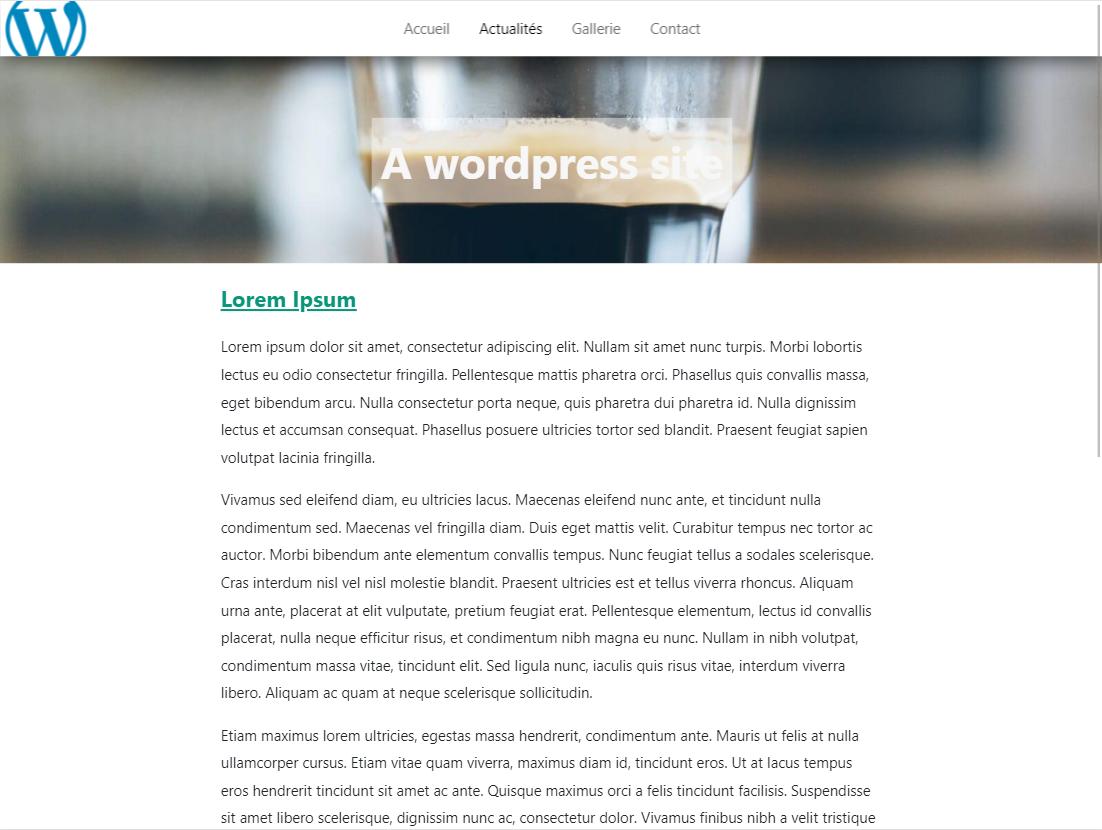 W
Accueil Actualités Gallerie Contact
A wordpress site
Lorem Ipsum
Lorem ipsum dolor sit amet, consectetur adipiscing elit. Nullam sit amet nunc turpis. Morbi lobortis
lectus eu odio consectetur fringilla. Pellentesque mattis pharetra orci. Phasellus quis convallis massa,
eget bibendum arcu. Nulla consectetur porta neque, quis pharetra dui pharetra id. Nulla dignissim
lectus et accumsan consequat. Phasellus posuere ultricies tortor sed blandit. Praesent feugiat sapien
volutpat lacinia fringilla.
Vivamus sed eleifend diam, eu ultricies lacus. Maecenas eleifend nunc ante, et tincidunt nulla
condimentum sed. Maecenas vel fringilla diam. Duis eget mattis velit. Curabitur tempus nec tortor ac
auctor. Morbi bibendum ante elementum convallis tempus. Nunc feugiat tellus a sodales scelerisque.
Cras interdum nisl vel nisl molestie blandit. Praesent ultricies est et tellus viverra rhoncus. Aliquam
urna ante, placerat at elit vulputate, pretium feugiat erat. Pellentesque elementum, lectus id convallis
placerat, nulla neque efficitur risus, et condimentum nibh magna eu nunc. Nullam in nibh volutpat,
condimentum massa vitae, tincidunt elit. Sed ligula nunc, iaculis quis risus vitae, interdum viverra
libero. Aliquam ac quam at neque scelerisque sollicitudin.
Etiam maximus lorem ultricies, egestas massa hendrerit, condimentum ante. Mauris ut felis at nulla
ullamcorper cursus. Etiam vitae quam viverra, maximus diam id, tincidunt eros. Ut at lacus tempus
eros hendrerit tincidunt sit amet ac ante. Quisque maximus orci a felis tincidunt facilisis. Suspendisse
sit amet libero scelerisque, dignissim nunc ac, consectetur dolor. Vivamus finibus nibh a velit tristique